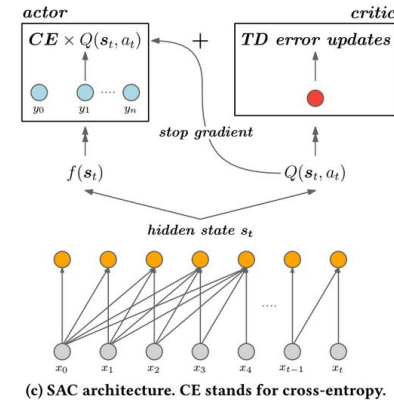 actor
critic
CE × Q(s_t, a_t)
+
TD error updates
y_0 y_1 ···· y_n
stop gradient
f(s_t)
Q(s_t, a_t)
hidden state s_t
....
x_0 x_1 x_2 x_3 x_4 x_{t−1} x_t
(c) SAC architecture. CE stands for cross-entropy.